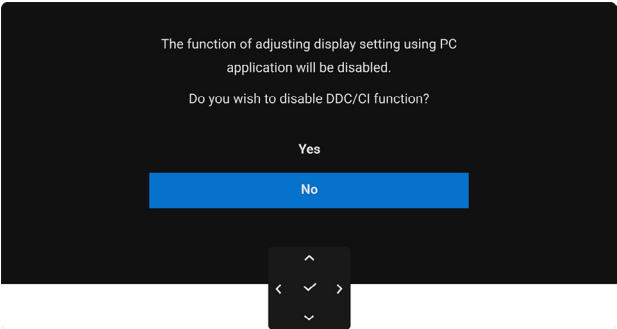 The function of adjusting display setting using PC
application will be disabled.
Do you wish to disable DDC/CI function?
Yes
No